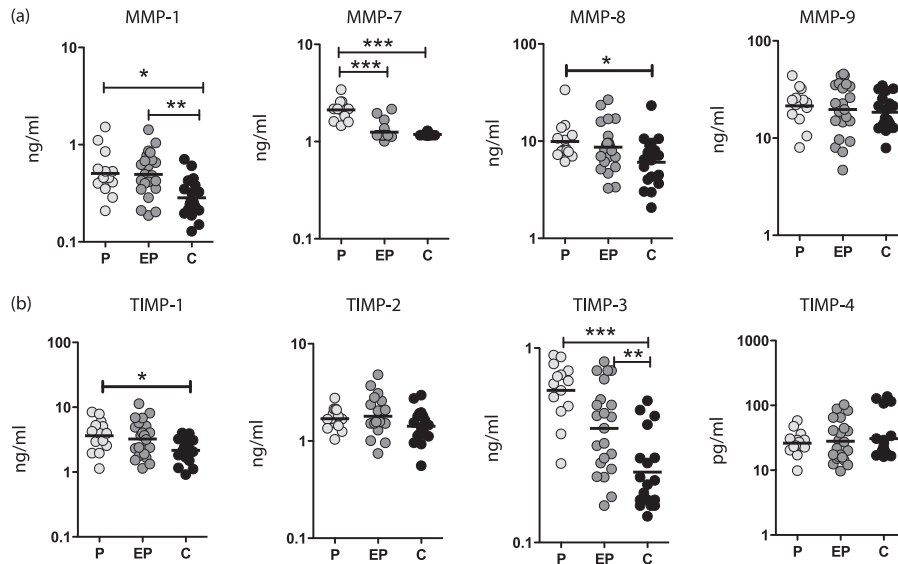 (a)
MMP-1
MMP-7
MMP-8
MMP-9
ng/ml
10
1
0.1
*
**
P EP C
ng/ml
10
1
0.1
***
***
P EP C
ng/ml
100
10
1
*
P EP C
ng/ml
100
10
1
P EP C
(b)
TIMP-1
TIMP-2
TIMP-3
TIMP-4
ng/ml
100
10
1
0.1
*
P EP C
ng/ml
10
1
0.1
P EP C
ng/ml
1
0.1
***
**
P EP C
pg/ml
1000
100
10
1
P EP C